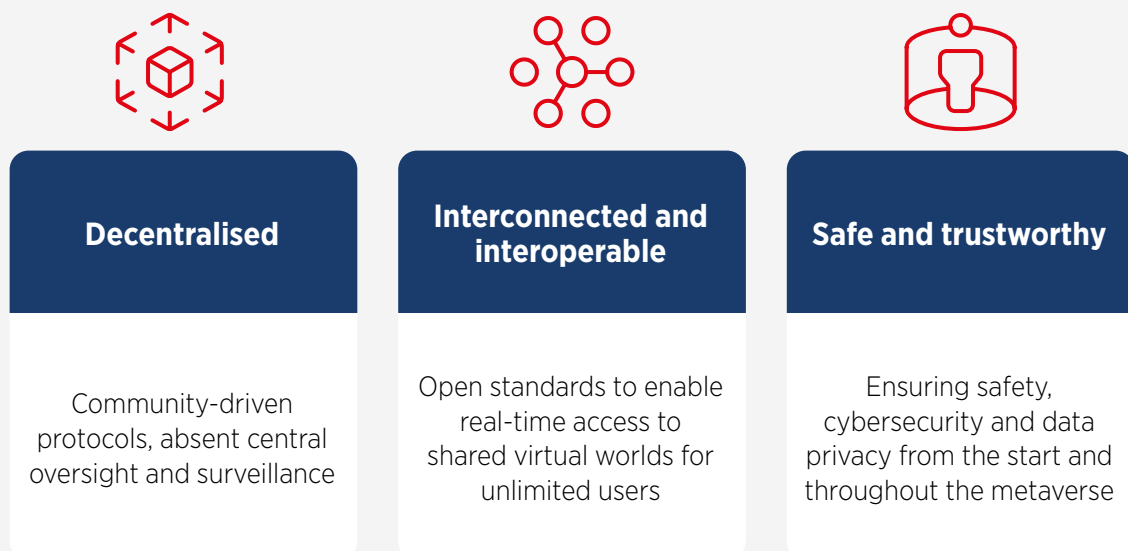 Decentralised
Community-driven
protocols, absent central
oversight and surveillance
Interconnected and
interoperable
Open standards to enable
real-time access to
shared virtual worlds for
unlimited users
Safe and trustworthy
Ensuring safety,
cybersecurity and data
privacy from the start and
throughout the metaverse